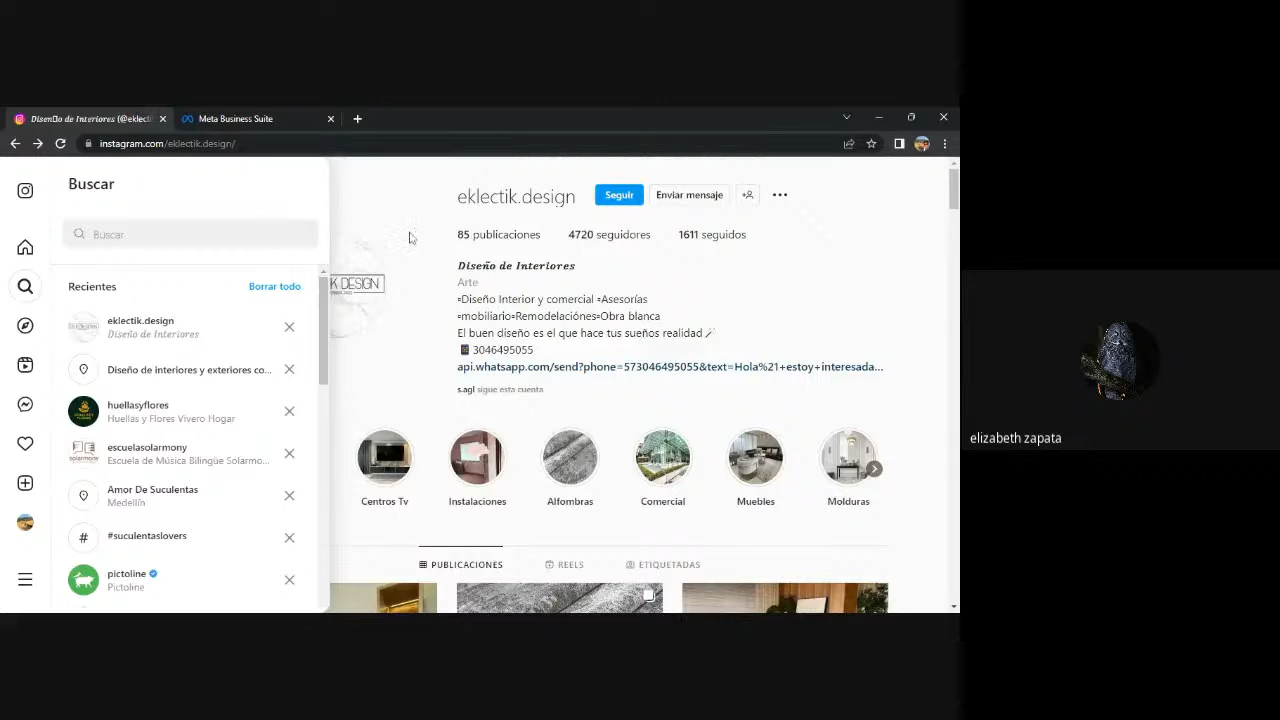 Diseño de Interiores (@eklecti
Meta Business Suite
instagram.com/eklectik.design/
Buscar
Buscar
Recientes
Borrar todo
eklectik.design
Diseño de Interiores
Diseño de interiores y exteriores co...
huellasyflores
Huellas y Flores Vivero Hogar
escuelasolarmony
Escuela de Música Bilingüe Solarmo...
Amor De Suculentas
Medellín
#
#suculentaslovers
pictoline
Pictoline
eklectik.design
Seguir
Enviar mensaje
85 publicaciones
4720 seguidores
1611 seguidos
Diseño de Interiores
Arte
▫Diseño Interior y comercial ▫Asesorías
▫mobiliario▫Remodelaciónes▫Obra blanca
El buen diseño es el que hace tus sueños realidad
3046495055
api.whatsapp.com/send?phone=573046495055&text=Hola%21+estoy+interesada...
s.agl sigue esta cuenta
K DESIGN
Centros Tv
Instalaciones
Alfombras
Comercial
Muebles
Molduras
PUBLICACIONES
REELS
ETIQUETADAS
elizabeth zapata